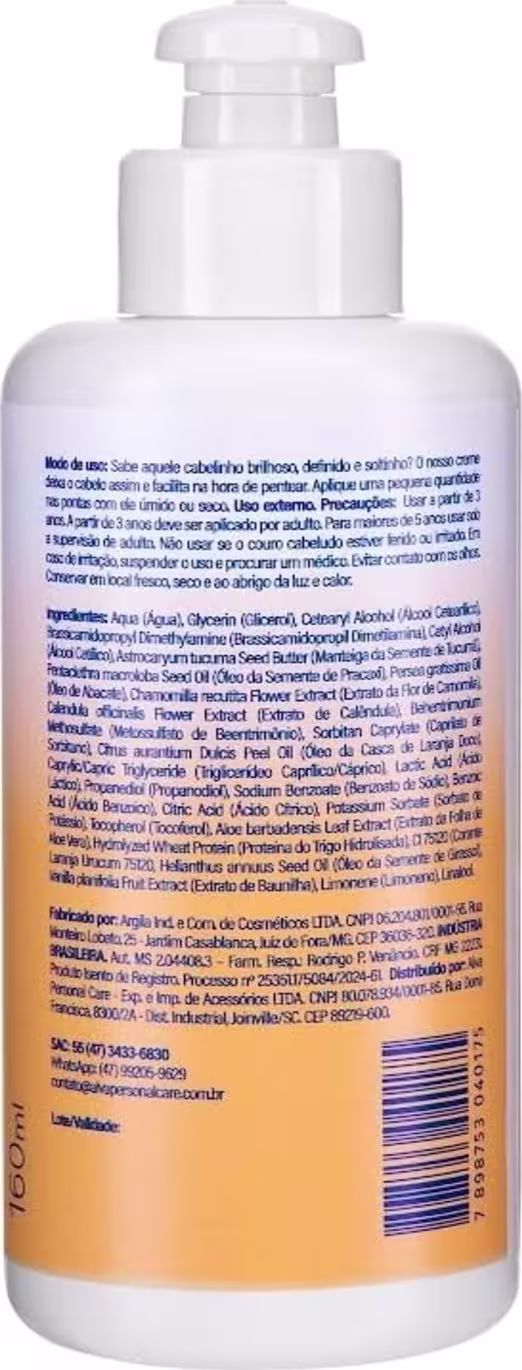 Modo de uso: Sabe aquele cabelinho brilhoso, definido e soltinho? O nosso creme
deixa o cabelo assim e facilita na hora de pentear. Aplique uma pequena quantidade
nas pontas com ele úmido ou seco. Uso externo. Precauções: Usar a partir de 3
anos. A partir de 3 anos deve ser aplicado por adulto. Para maiores de 5 anos usar sob
a supervisão de adulto. Não usar se o couro cabeludo estiver ferido ou irritado. Em
caso de irritação, suspender o uso e procurar um médico. Evitar contato com os olhos.
Conservar em local fresco, seco e ao abrigo da luz e calor.
Ingredientes: Aqua (Água), Glycerin (Glicerol), Cetearyl Alcohol (Álcool Cetearílico),
Brassicamidopropyl Dimethylamine (Brassicamidopropil Dimetilamina), Cetyl Alcohol
(Álcool Cetílico), Astrocaryum tucuma Seed Butter (Manteiga da Semente de Tucumã),
Pentaclethra macroloba Seed Oil (Óleo da Semente de Pracaxi), Persea gratissima Oil
(Óleo de Abacate), Chamomilla recutita Flower Extract (Extrato da Flor de Camomila),
Calendula officinalis Flower Extract (Extrato de Calêndula), Behentrimonium
Methosulfate (Metossulfato de Beentrimônio), Sorbitan Caprylate (Caprilato de
Sorbitano), Citrus aurantium Dulcis Peel Oil (Óleo da Casca de Laranja Doce),
Caprylic/Capric Triglyceride (Triglicerídeo Caprílico/Cáprico), Lactic Acid (Ácido
Láctico), Propanediol (Propanodiol), Sodium Benzoate (Benzoato de Sódio), Benzoic
Acid (Ácido Benzoico), Citric Acid (Ácido Cítrico), Potassium Sorbate (Sorbato de
Potássio), Tocopherol (Tocoferol), Aloe barbadensis Leaf Extract (Extrato da Folha de
Aloe Vera), Hydrolyzed Wheat Protein (Proteína do Trigo Hidrolisada), CI 75120 (Corante
Laranja Urucum 75120), Helianthus annuus Seed Oil (Óleo da Semente de Girassol),
Vanilla planifolia Fruit Extract (Extrato de Baunilha), Limonene (Limoneno), Linalool.
Fabricado por: Argila Ind. e Com. de Cosméticos LTDA. CNPJ 06.204.801/0001-55. Rua
Monteiro Lobato, 25 - Jardim Casablanca, Juiz de Fora/MG. CEP 36036-320. INDÚSTRIA
BRASILEIRA. Aut. MS 2.04408.3 – Farm. Resp.: Rodrigo P. Venâncio. CRF MG
Produto Isento de Registro. Processo nº 25351.175084/2024-61. Distribuído por: Alva
Personal Care - Exp. e Imp. de Acessórios LTDA. CNPJ 80.078.934/0001-85. Rua Dona
Francisca, 8300/2A - Dist. Industrial, Joinville/SC. CEP 89219-600.
SAC: 55 (47) 3433-6830
WhatsApp: (47) 99205-9629
contato@alvapersonalcare.com.br
Lote/Validade:
160ml
7 898753 040175